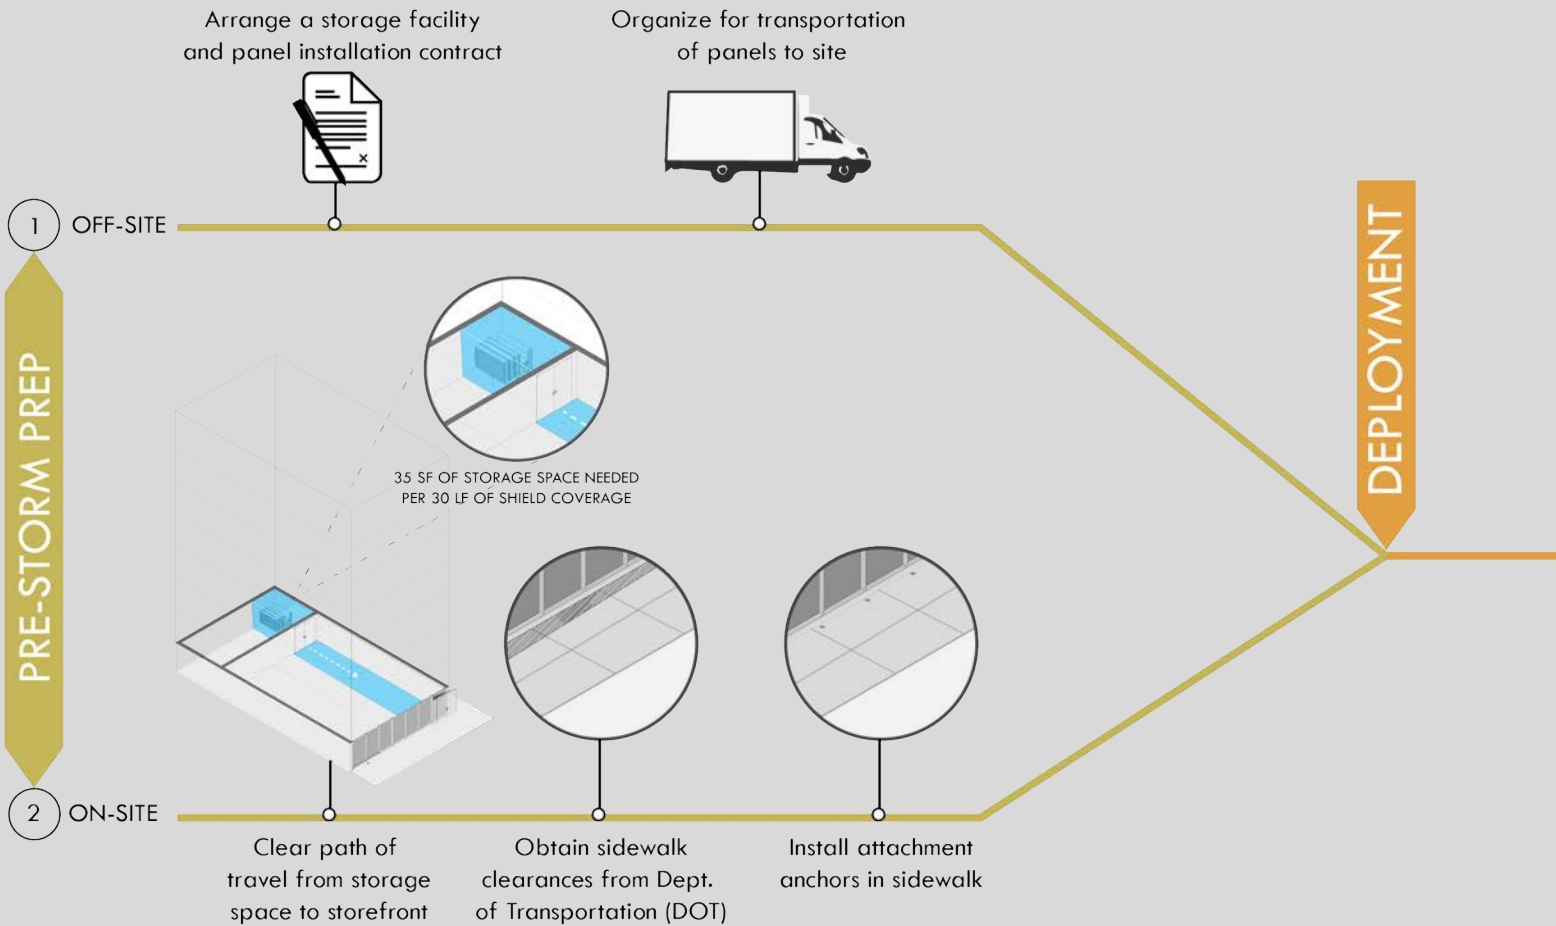 Arrange a storage facility
and panel installation contract
Organize for transportation
of panels to site
1 OFF-SITE
PRE-STORM PREP
35 SF OF STORAGE SPACE NEEDED
PER 30 LF OF SHIELD COVERAGE
DEPLOYMENT
2 ON-SITE
Clear path of
travel from storage
space to storefront
Obtain sidewalk
clearances from Dept.
of Transportation (DOT)
Install attachment
anchors in sidewalk